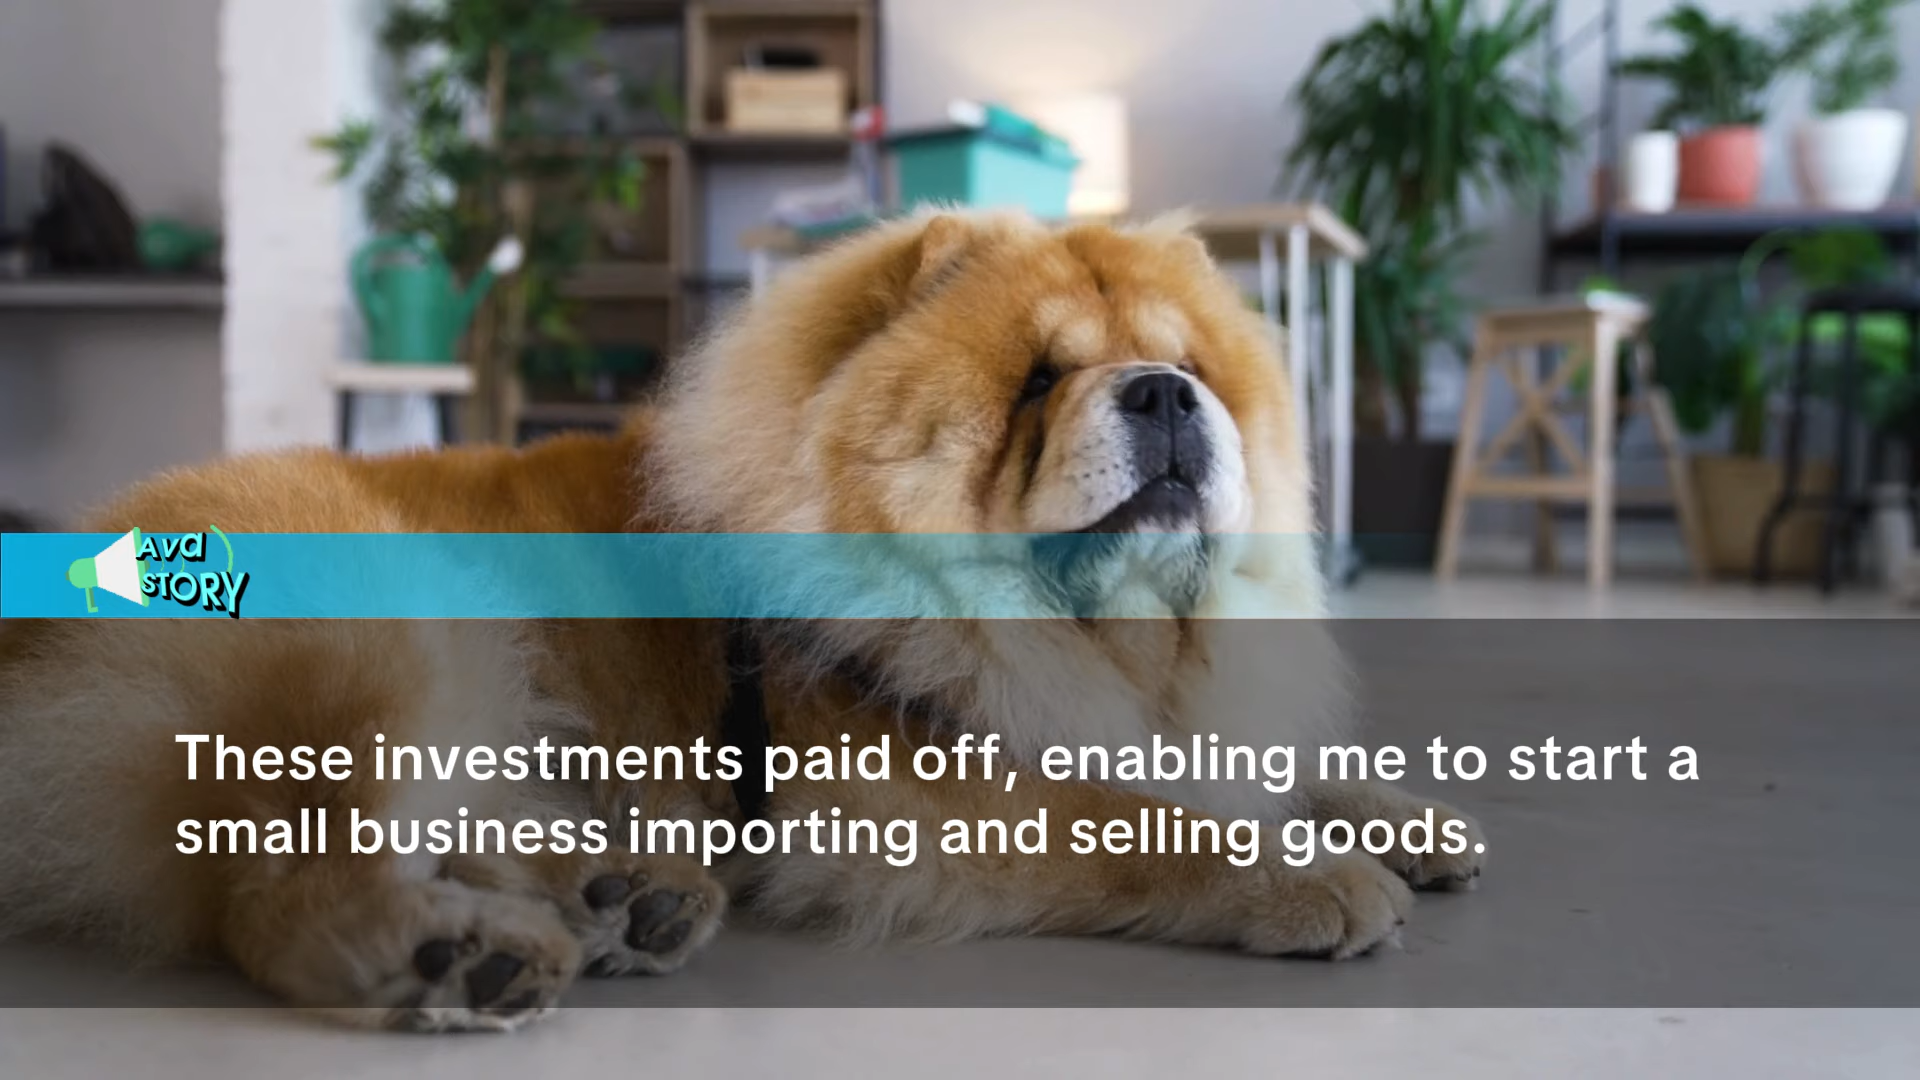 Ava
STORY
These investments paid off, enabling me to start a
small business importing and selling goods.